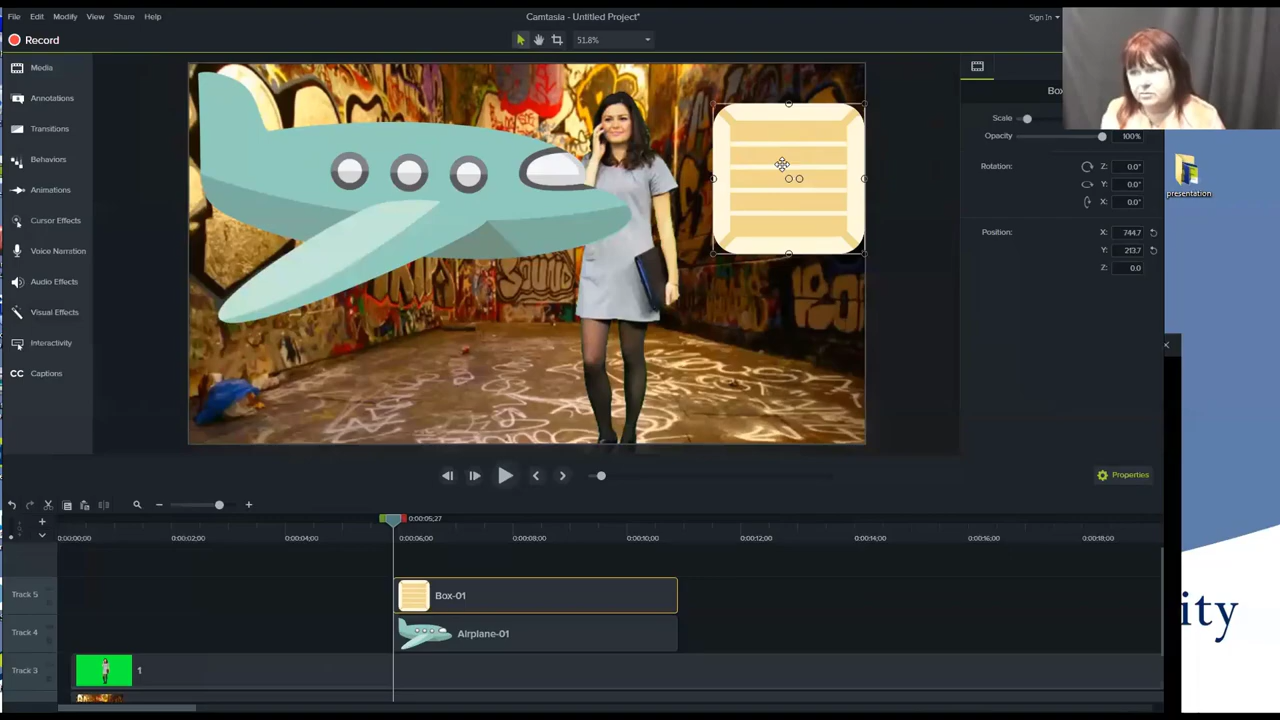 File Edit Modify View Share Help
Camtasia - Untitled Project*
Sign In
Record
51.8%
Media
Annotations
Transitions
Behaviors
Animations
Cursor Effects
Voice Narration
Audio Effects
Visual Effects
Interactivity
CC Captions
Box
Scale
Opacity 100%
Rotation: Z: 0.0°
Y: 0.0°
X: 0.0°
Position: X: 744.7
Y: 213.7
Z: 0.0
presentation
Properties
0:00:05;27
0:00:00;00 0:00:02;00 0:00:04;00 0:00:06;00 0:00:08;00 0:00:10;00 0:00:12;00 0:00:14;00 0:00:16;00 0:00:18;00
Track 5 Box-01
Track 4 Airplane-01
Track 3 1
ity